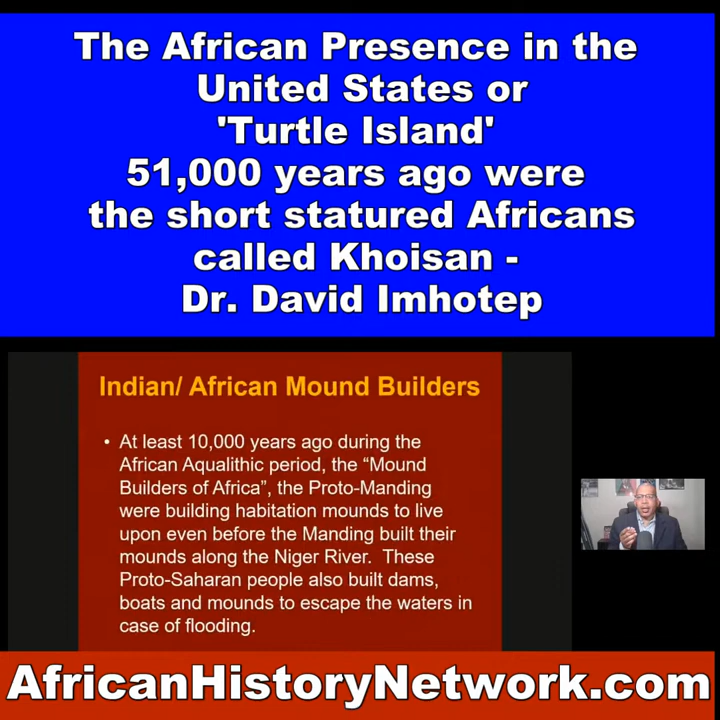 The African Presence in the
United States or
'Turtle Island'
51,000 years ago were
the short statured Africans
called Khoisan -
Dr. David Imhotep
Indian/ African Mound Builders
• At least 10,000 years ago during the
African Aqualithic period, the “Mound
Builders of Africa”, the Proto-Manding
were building habitation mounds to live
upon even before the Manding built their
mounds along the Niger River.  These
Proto-Saharan people also built dams,
boats and mounds to escape the waters in
case of flooding.
AfricanHistoryNetwork.com